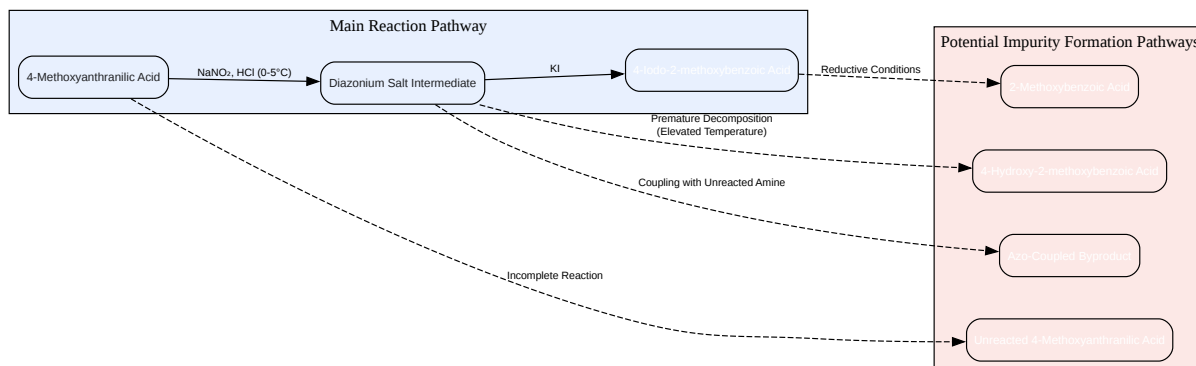 Main Reaction Pathway
Potential Impurity Formation Pathways
4-Methoxyanthranilic Acid
NaNO₂, HCl (0-5°C)
Diazonium Salt Intermediate
KI
4-Iodo-2-methoxybenzoic Acid
Reductive Conditions
2-Methoxybenzoic Acid
Premature Decomposition
(Elevated Temperature)
4-Hydroxy-2-methoxybenzoic Acid
Coupling with Unreacted Amine
Azo-Coupled Byproduct
Incomplete Reaction
Unreacted 4-Methoxyanthranilic Acid